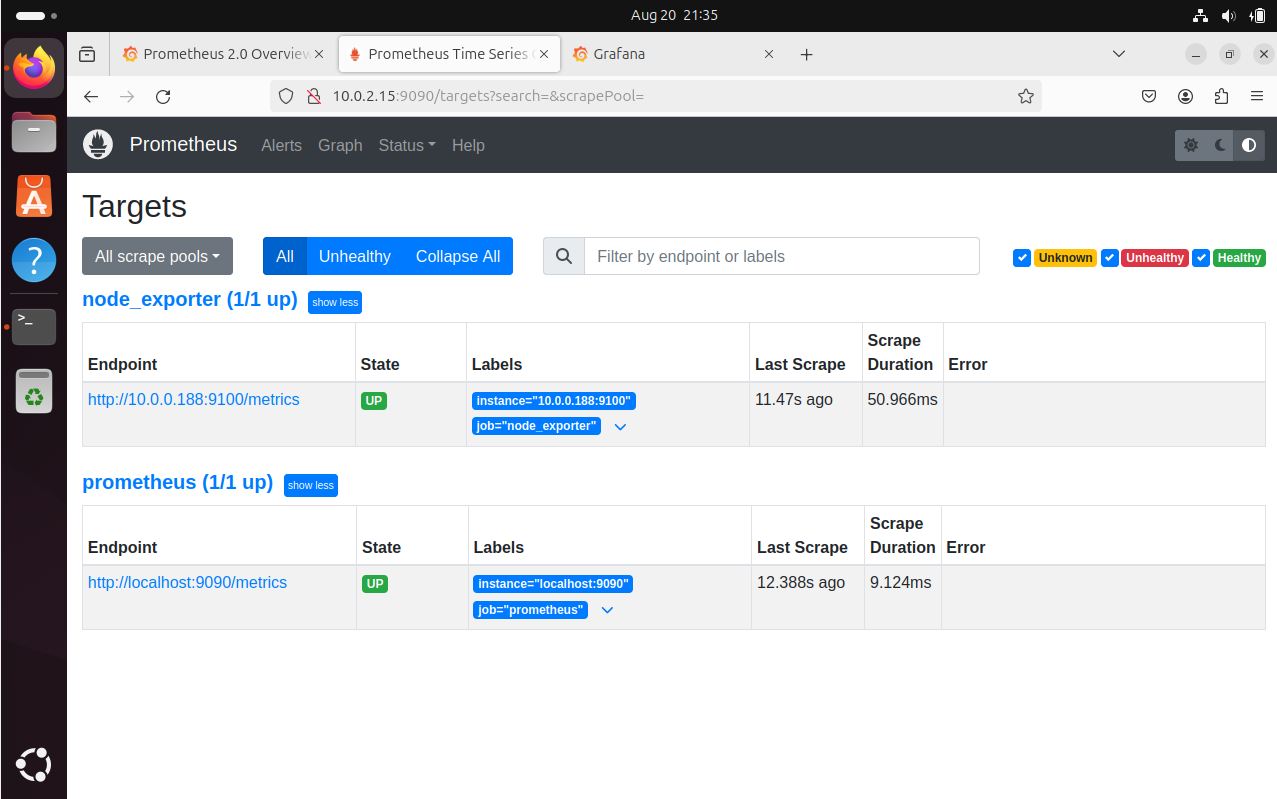 Aug 20 21:35
Prometheus 2.0 Overview
Prometheus Time Series
Grafana
10.0.2.15:9090/targets?search=&scrapePool=
Prometheus Alerts Graph Status Help
Targets
All scrape pools All Unhealthy Collapse All Filter by endpoint or labels Unknown Unhealthy Healthy
node_exporter (1/1 up) show less
Endpoint State Labels Last Scrape Scrape Duration Error
http://10.0.0.188:9100/metrics UP instance="10.0.0.188:9100" 11.47s ago 50.966ms
job="node_exporter"
prometheus (1/1 up) show less
Endpoint State Labels Last Scrape Scrape Duration Error
http://localhost:9090/metrics UP instance="localhost:9090" 12.388s ago 9.124ms
job="prometheus"